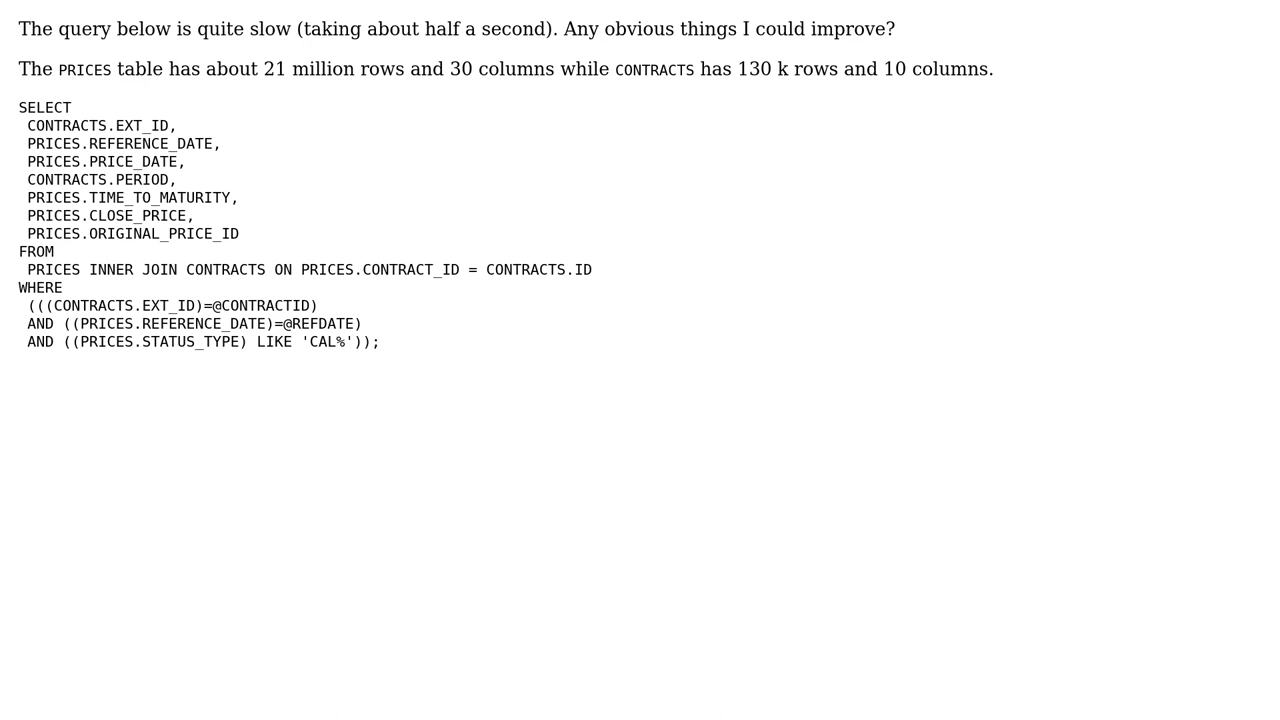 The query below is quite slow (taking about half a second). Any obvious things I could improve?
The PRICES table has about 21 million rows and 30 columns while CONTRACTS has 130 k rows and 10 columns.
SELECT
 CONTRACTS.EXT_ID,
 PRICES.REFERENCE_DATE,
 PRICES.PRICE_DATE,
 CONTRACTS.PERIOD,
 PRICES.TIME_TO_MATURITY,
 PRICES.CLOSE_PRICE,
 PRICES.ORIGINAL_PRICE_ID
FROM
 PRICES INNER JOIN CONTRACTS ON PRICES.CONTRACT_ID = CONTRACTS.ID
WHERE
 (((CONTRACTS.EXT_ID)=@CONTRACTID)
 AND ((PRICES.REFERENCE_DATE)=@REFDATE)
 AND ((PRICES.STATUS_TYPE) LIKE 'CAL%'));